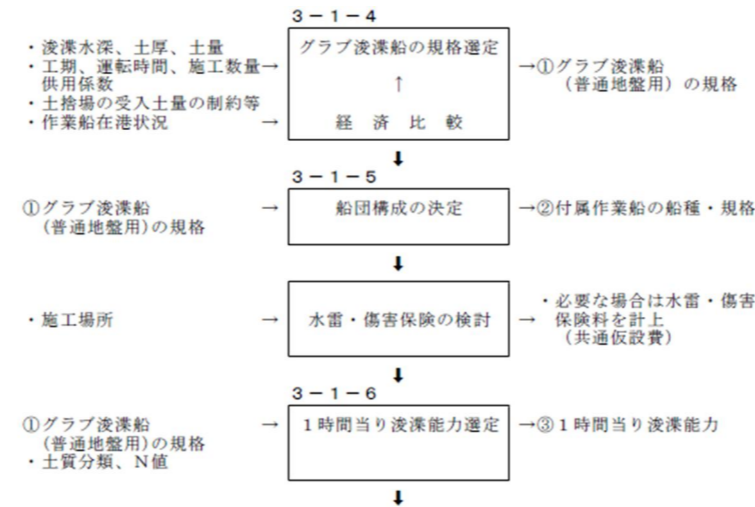 3－1－4
・浚渫水深、土厚、土量
・工期、運転時間、施工数量→
供用係数
・土捨場の受入土量の制約等
・作業船在港状況 →
グラブ浚渫船の規格選定
↑
経 済 比 較
→①グラブ浚渫船
(普通地盤用) の規格
⬇
3－1－5
①グラブ浚渫船 →
(普通地盤用)の規格
船団構成の決定
→②付属作業船の船種・規格
⬇
・施工場所 →
水雷・傷害保険の検討
・必要な場合は水雷・傷害
→ 保険料を計上
(共通仮設費)
⬇
3－1－6
①グラブ浚渫船 →
(普通地盤用)の規格
・土質分類、N値
1時間当り浚渫能力選定
→③1時間当り浚渫能力
⬇